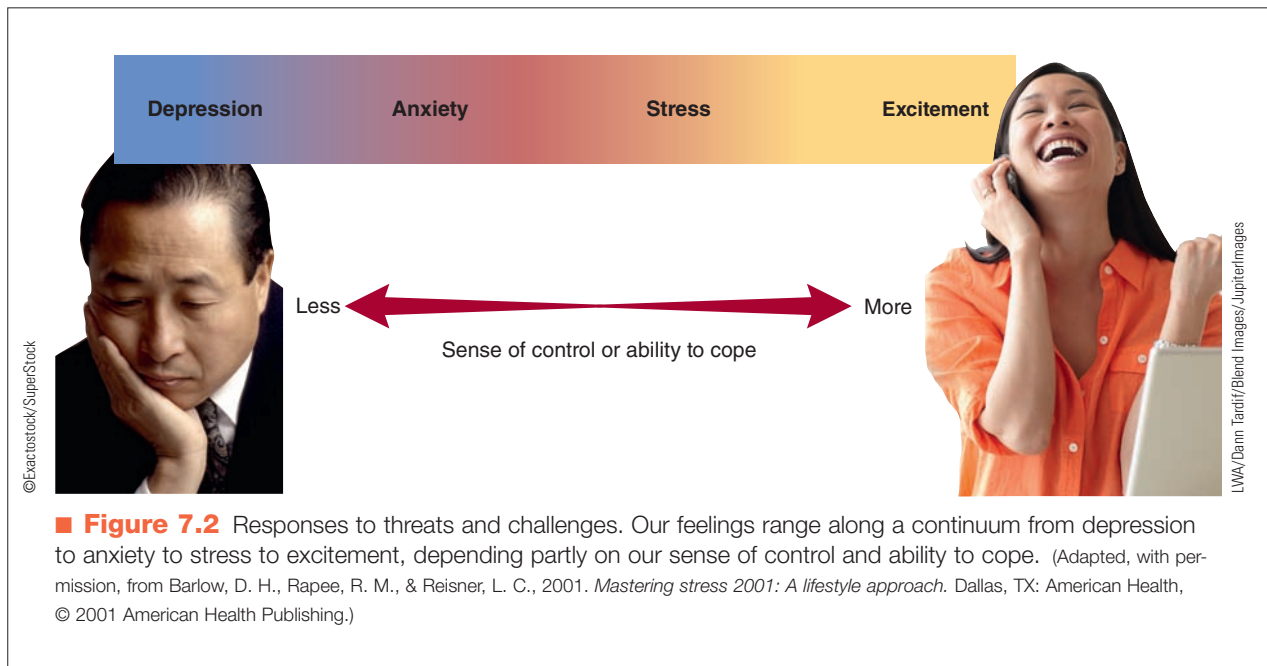 Depression Anxiety Stress Excitement
Less More
Sense of control or ability to cope
©Exactostock/SuperStock
LWA/Dann Tardif/Blend Images/JupiterImages
■ Figure 7.2 Responses to threats and challenges. Our feelings range along a continuum from depression
to anxiety to stress to excitement, depending partly on our sense of control and ability to cope. (Adapted, with per-
mission, from Barlow, D. H., Rapee, R. M., & Reisner, L. C., 2001. Mastering stress 2001: A lifestyle approach. Dallas, TX: American Health,
© 2001 American Health Publishing.)